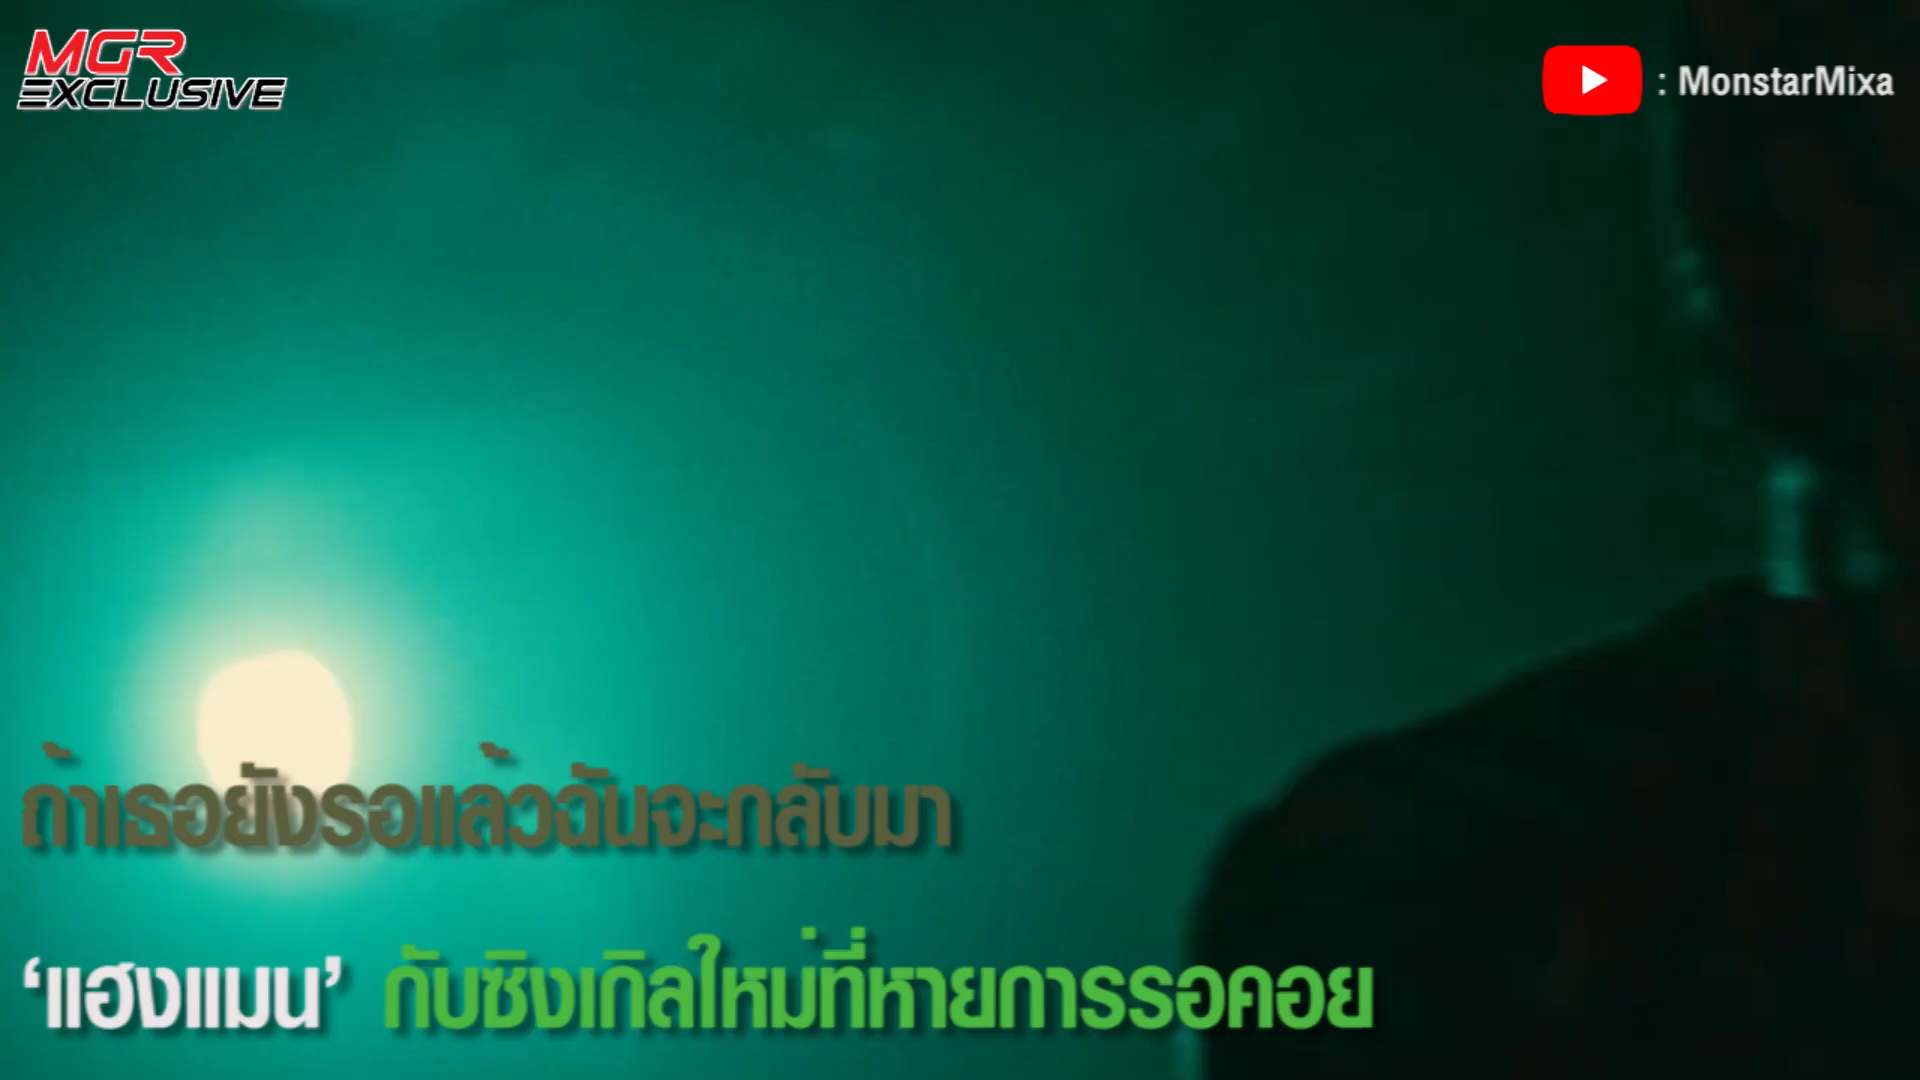 MGR
EXCLUSIVE
: MonstarMixa
ถ้าเธอยังรอแล้วฉันจะกลับมา
‘แฮงแมน’ กับซิงเกิลใหม่ที่หายการรอคอย